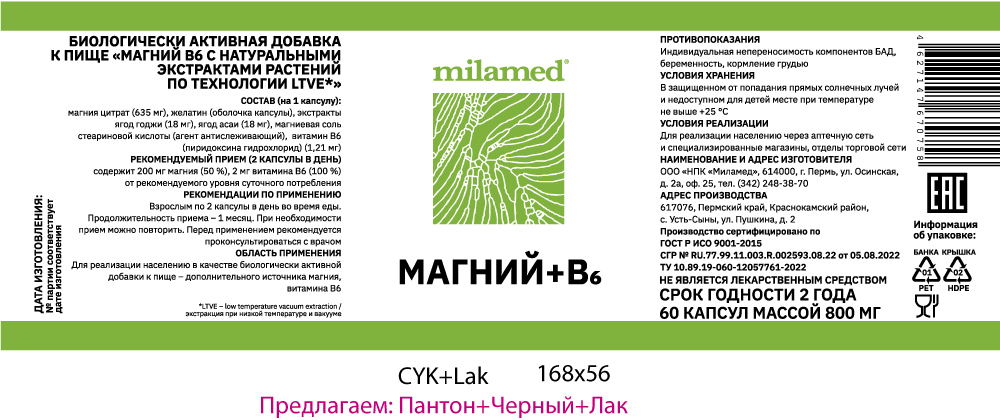 БИОЛОГИЧЕСКИ АКТИВНАЯ ДОБАВКА
К ПИЩЕ «МАГНИЙ В6 С НАТУРАЛЬНЫМИ
ЭКСТРАКТАМИ РАСТЕНИЙ
ПО ТЕХНОЛОГИИ LTVE*»
СОСТАВ (на 1 капсулу):
магния цитрат (635 мг), желатин (оболочка капсулы), экстракты
ягод годжи (18 мг), ягод асаи (18 мг), магниевая соль
стеариновой кислоты (агент антислеживающий), витамин В6
(пиридоксина гидрохлорид) (1,21 мг)
РЕКОМЕНДУЕМЫЙ ПРИЕМ (2 КАПСУЛЫ В ДЕНЬ)
содержит 200 мг магния (50 %), 2 мг витамина В6 (100 %)
от рекомендуемого уровня суточного потребления
РЕКОМЕНДАЦИИ ПО ПРИМЕНЕНИЮ
Взрослым по 2 капсулы в день во время еды.
Продолжительность приема – 1 месяц. При необходимости
прием можно повторить. Перед применением рекомендуется
проконсультироваться с врачом
ОБЛАСТЬ ПРИМЕНЕНИЯ
Для реализации населению в качестве биологически активной
добавки к пище – дополнительного источника магния,
витамина В6
*LTVE – low temperature vacuum extraction /
экстракция при низкой температуре и вакууме
ДАТА ИЗГОТОВЛЕНИЯ:
№ партии соответствует
дате изготовления
milamed®
МАГНИЙ+В6
ПРОТИВОПОКАЗАНИЯ
Индивидуальная непереносимость компонентов БАД,
беременность, кормление грудью
УСЛОВИЯ ХРАНЕНИЯ
В защищенном от попадания прямых солнечных лучей
и недоступном для детей месте при температуре
не выше +25 °С
УСЛОВИЯ РЕАЛИЗАЦИИ
Для реализации населению через аптечную сеть
и специализированные магазины, отделы торговой сети
НАИМЕНОВАНИЕ И АДРЕС ИЗГОТОВИТЕЛЯ
ООО «НПК «Миламед», 614000, г. Пермь, ул. Осинская,
д. 2а, оф. 25, тел. (342) 248-38-70
АДРЕС ПРОИЗВОДСТВА
617076, Пермский край, Краснокамский район,
с. Усть-Сыны, ул. Пушкина, д. 2
Производство сертифицировано по
ГОСТ Р ИСО 9001-2015
СГР № RU.77.99.11.003.R.002593.08.22 от 05.08.2022
ТУ 10.89.19-060-12057761-2022
НЕ ЯВЛЯЕТСЯ ЛЕКАРСТВЕННЫМ СРЕДСТВОМ
СРОК ГОДНОСТИ 2 ГОДА
60 КАПСУЛ МАССОЙ 800 МГ
4627147670758
EAC
Информация
об упаковке:
БАНКА КРЫШКА
01 02
PET HDPE
CYK+Lak 168x56
Предлагаем: Пантон+Черный+Лак